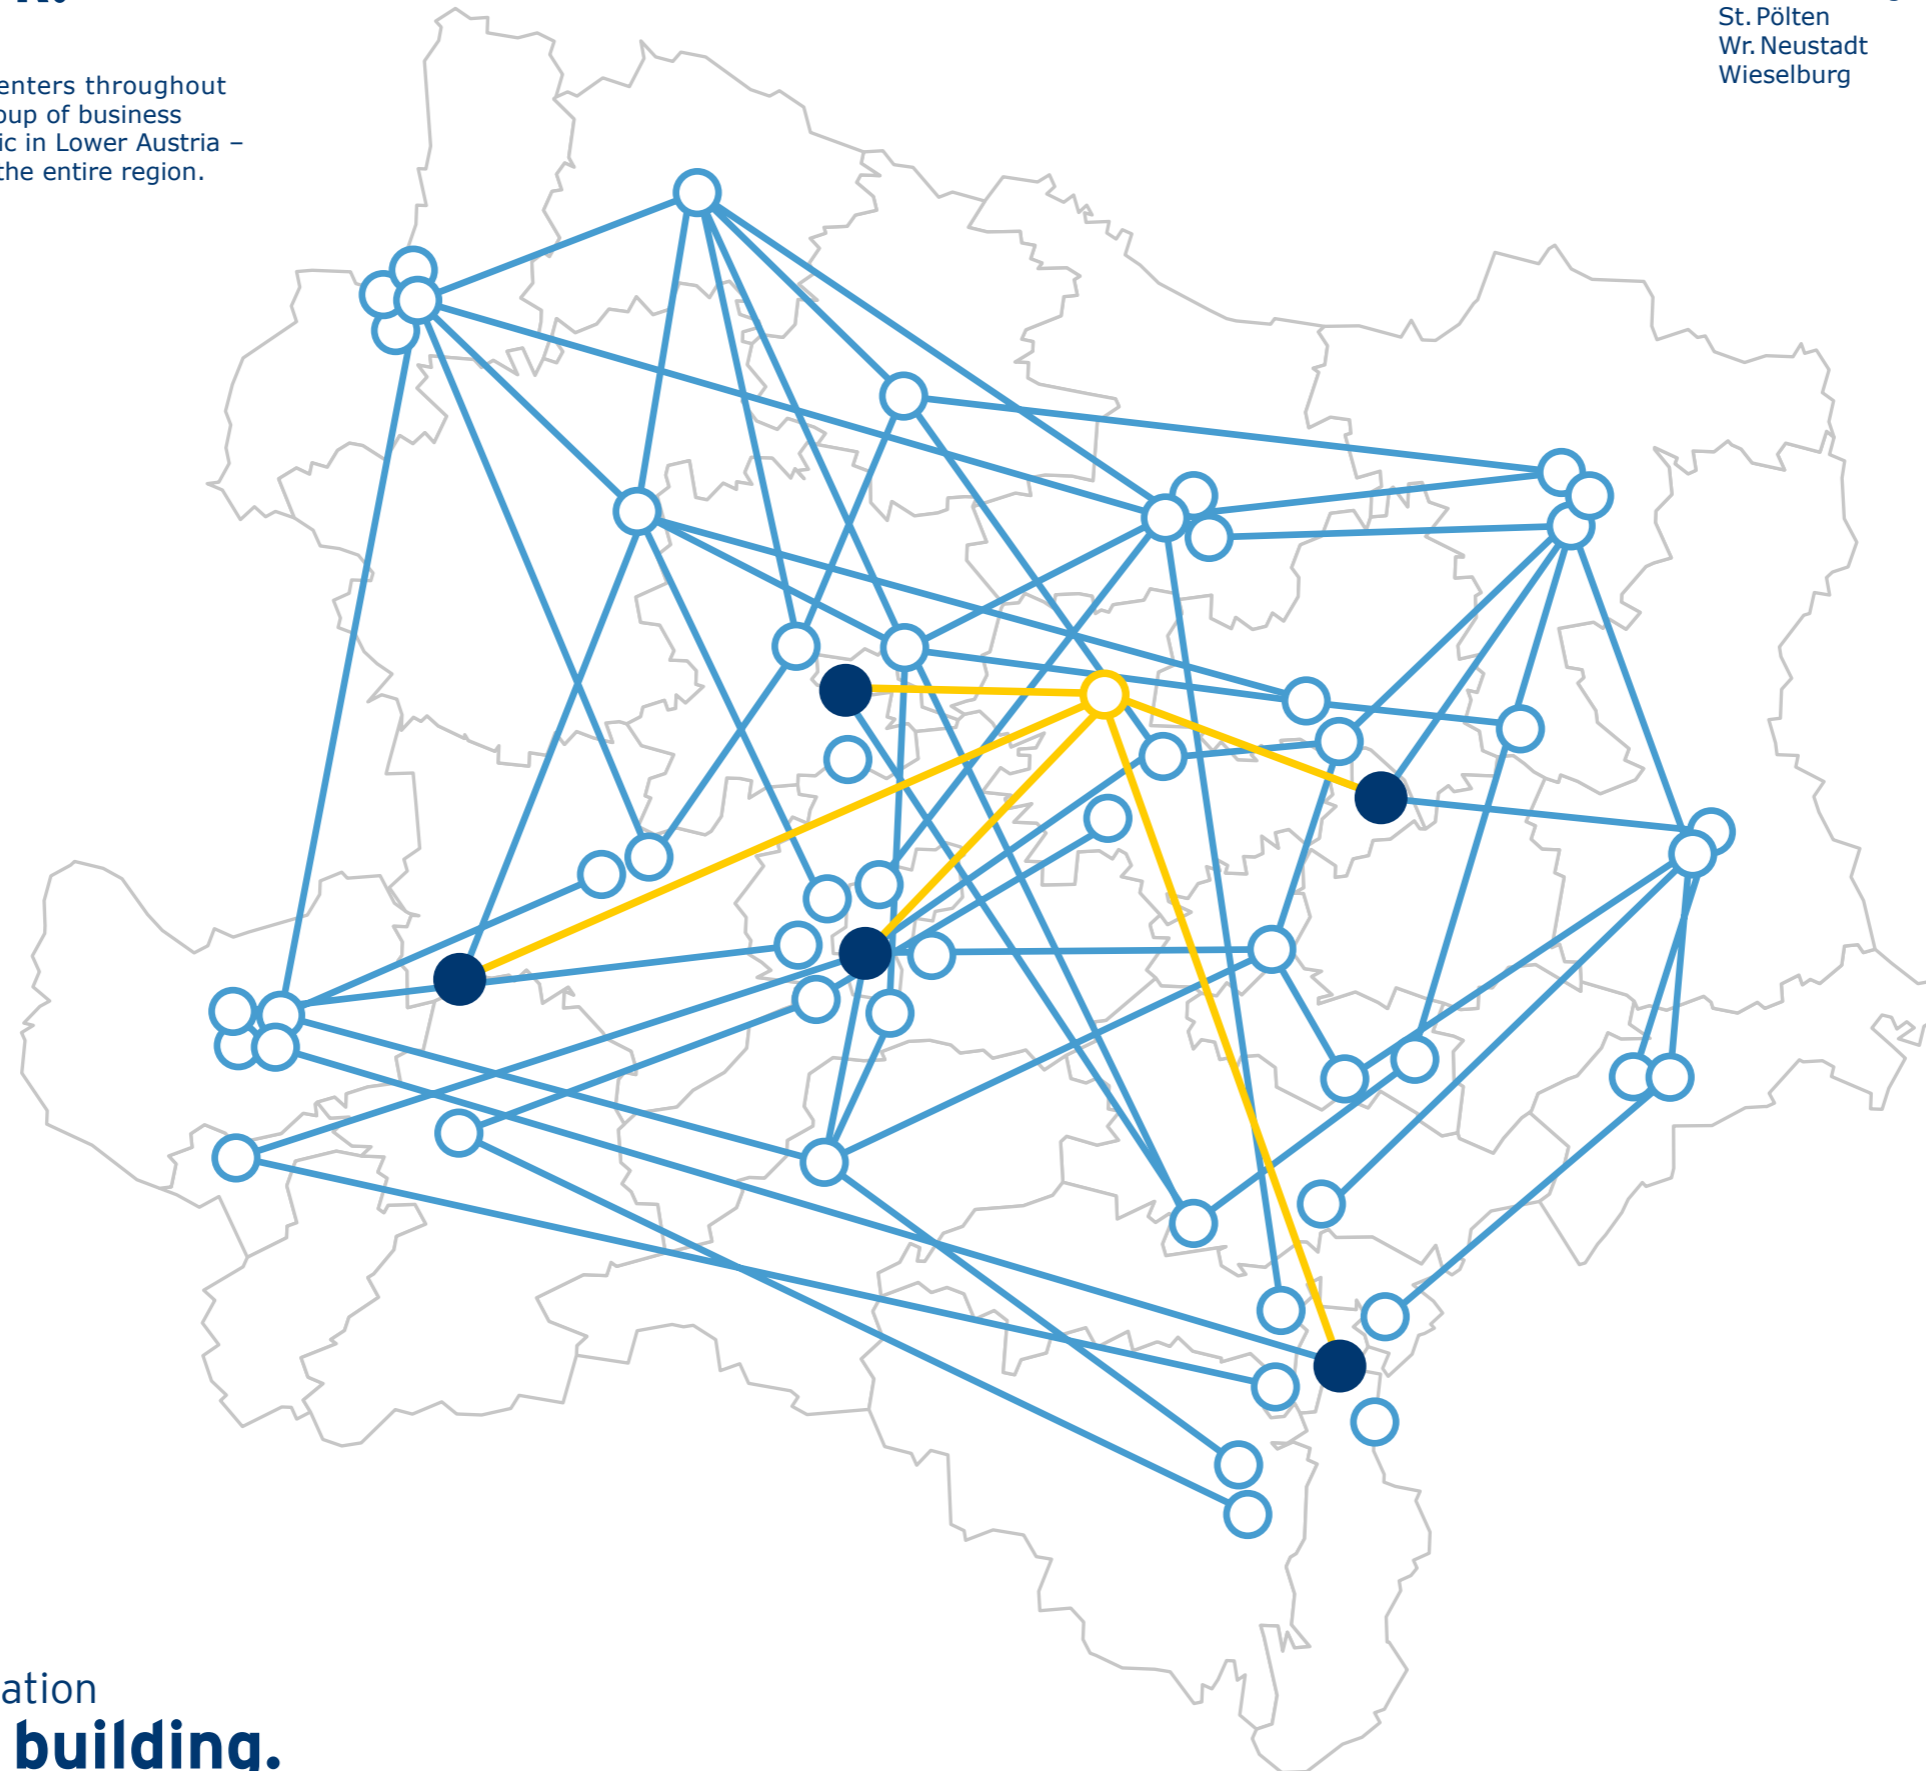 enters throughout
oup of business
ic in Lower Austria –
the entire region.
St. Pölten
Wr. Neustadt
Wieselburg
ation
building.